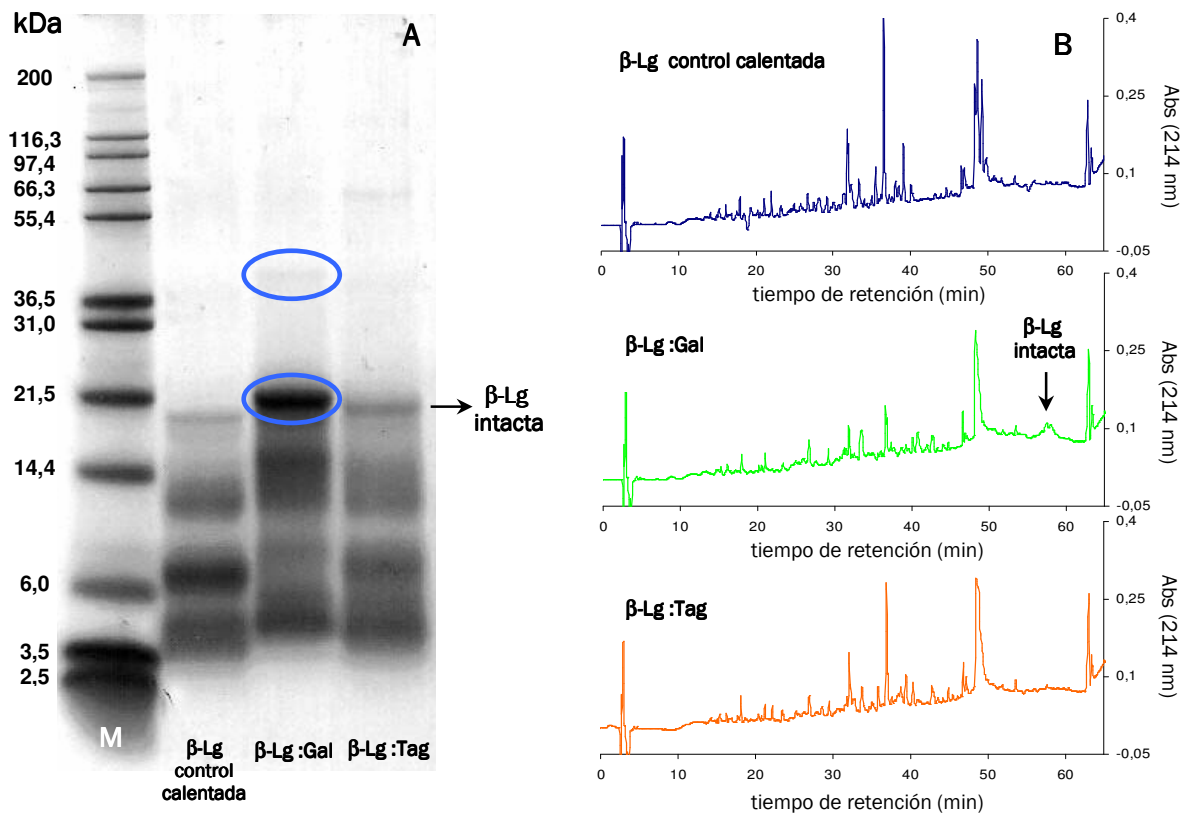 kDa
A
200
116,3
97,4
66,3
55,4
36,5
31,0
21,5
14,4
6,0
3,5
2,5
β-Lg
intacta
M
β-Lg
control
calentada
β-Lg :Gal
β-Lg :Tag
B
β-Lg control calentada
0,4
0,25
0,1
-0,05
Abs (214 nm)
0 10 20 30 40 50 60
tiempo de retención (min)
β-Lg :Gal
β-Lg
intacta
0,4
0,25
0,1
-0,05
Abs (214 nm)
0 10 20 30 40 50 60
tiempo de retención (min)
β-Lg :Tag
0,4
0,25
0,1
-0,05
Abs (214 nm)
0 10 20 30 40 50 60
tiempo de retención (min)